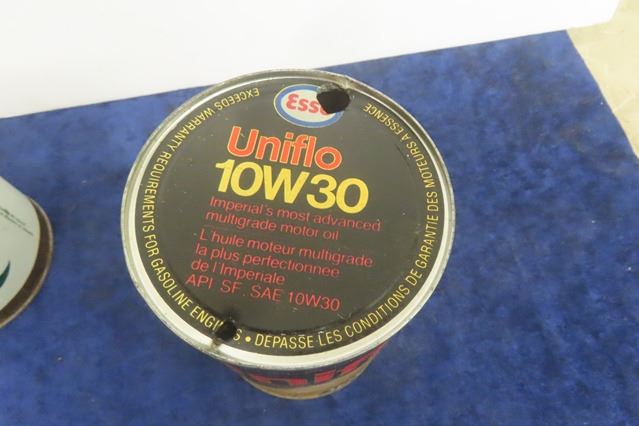 Esso
Uniflo
10W30
Imperial's most advanced
multigrade motor oil
L'huile moteur multigrade
la plus perfectionnee
de l'Imperiale
API SF. SAE 10W30
EXCEEDS WARRANTY REQUIREMENTS FOR GASOLINE ENGINES • DEPASSE LES CONDITIONS DE GARANTIE DES MOTEURS A ESSENCE